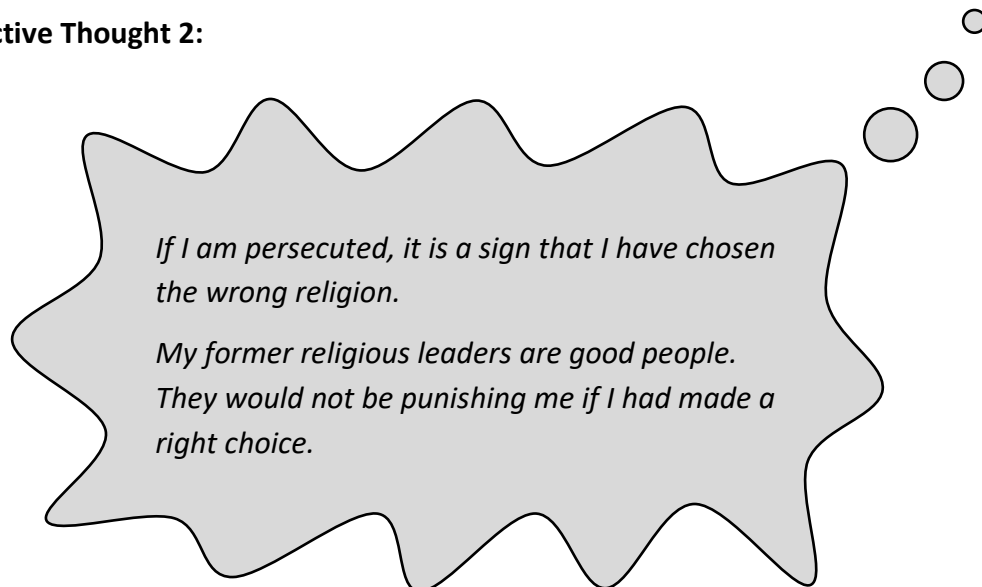 ctive Thought 2:
If I am persecuted, it is a sign that I have chosen
the wrong religion.
My former religious leaders are good people.
They would not be punishing me if I had made a
right choice.